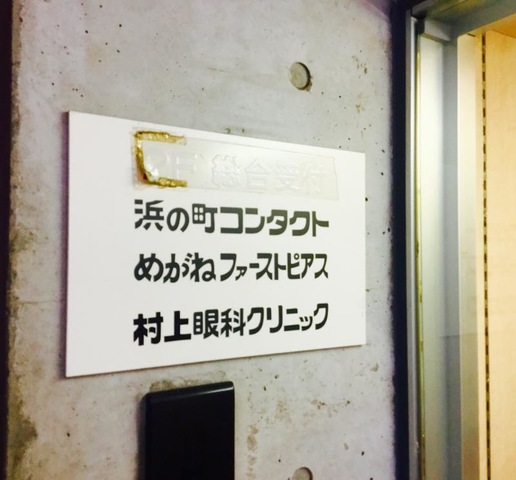 総合受付
浜の町コンタクト
めがねファーストピアス
村上眼科クリニック